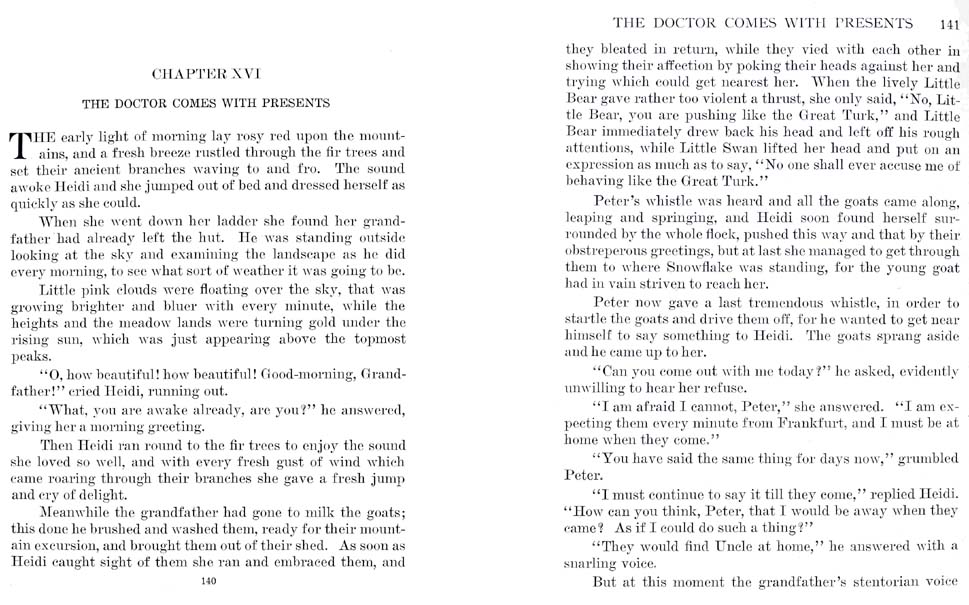 CHAPTER XVI
THE DOCTOR COMES WITH PRESENTS
THE early light of morning lay rosy red upon the mount-
ains, and a fresh breeze rustled through the fir trees and
set their ancient branches waving to and fro. The sound
awoke Heidi and she jumped out of bed and dressed herself as
quickly as she could.
When she went down her ladder she found her grand-
father had already left the hut. He was standing outside
looking at the sky and examining the landscape as he did
every morning, to see what sort of weather it was going to be.
Little pink clouds were floating over the sky, that was
growing brighter and bluer with every minute, while the
heights and the meadow lands were turning gold under the
rising sun, which was just appearing above the topmost
peaks.
"O, how beautiful! how beautiful! Good-morning, Grand-
father!" cried Heidi, running out.
"What, you are awake already, are you?" he answered,
giving her a morning greeting.
Then Heidi ran round to the fir trees to enjoy the sound
she loved so well, and with every fresh gust of wind which
came roaring through their branches she gave a fresh jump
and cry of delight.
Meanwhile the grandfather had gone to milk the goats;
this done he brushed and washed them, ready for their mount-
ain excursion, and brought them out of their shed. As soon as
Heidi caught sight of them she ran and embraced them, and
140
THE DOCTOR COMES WITH PRESENTS 141
they bleated in return, while they vied with each other in
showing their affection by poking their heads against her and
trying which could get nearest her. When the lively Little
Bear gave rather too violent a thrust, she only said, "No, Lit-
tle Bear, you are pushing like the Great Turk," and Little
Bear immediately drew back his head and left off his rough
attentions, while Little Swan lifted her head and put on an
expression as much as to say, "No one shall ever accuse me of
behaving like the Great Turk."
Peter's whistle was heard and all the goats came along,
leaping and springing, and Heidi soon found herself sur-
rounded by the whole flock, pushed this way and that by their
obstreperous greetings, but at last she managed to get through
them to where Snowflake was standing, for the young goat
had in vain striven to reach her.
Peter now gave a last tremendous whistle, in order to
startle the goats and drive them off, for he wanted to get near
himself to say something to Heidi. The goats sprang aside
and he came up to her.
"Can you come out with me today?" he asked, evidently
unwilling to hear her refuse.
"I am afraid I cannot, Peter," she answered. "I am ex-
pecting them every minute from Frankfurt, and I must be at
home when they come."
"You have said the same thing for days now," grumbled
Peter.
"I must continue to say it till they come," replied Heidi.
"How can you think, Peter, that I would be away when they
came? As if I could do such a thing?"
"They would find Uncle at home," he answered with a
snarling voice.
But at this moment the grandfather's stentorian voice